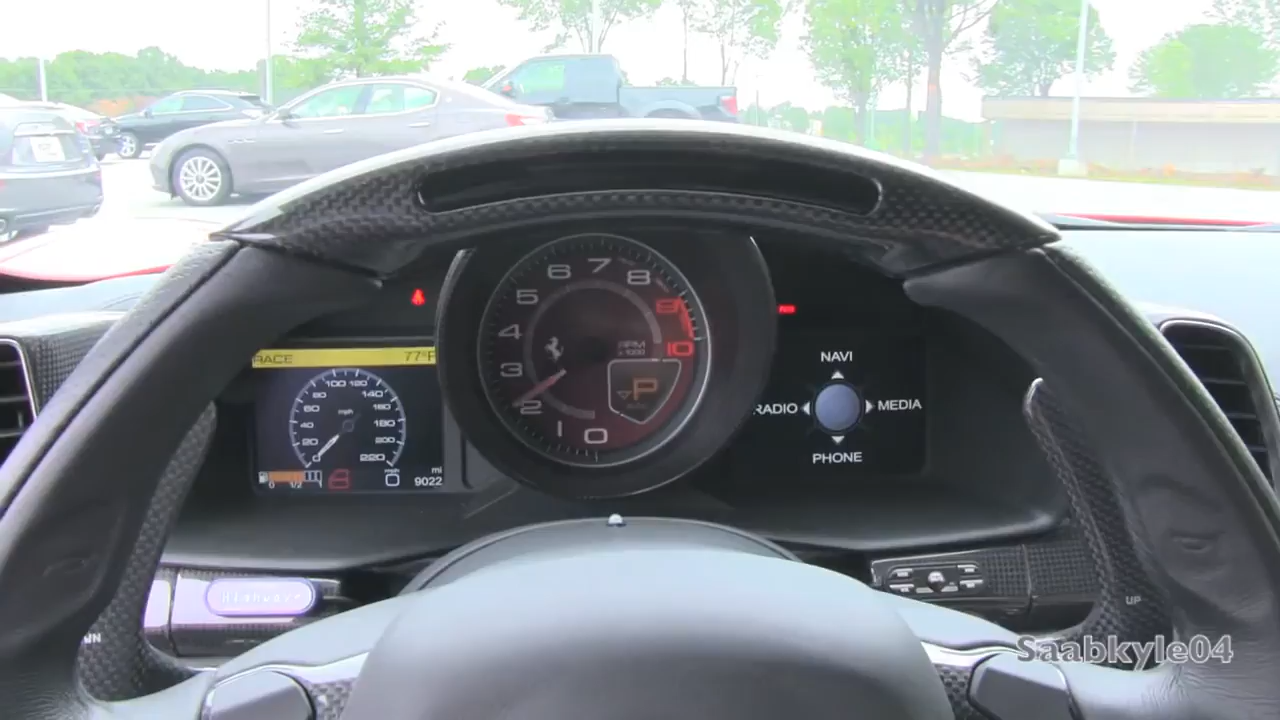 RACE 77°F
100 120
80 140
60 mph 160
40 180
20 200
0 220
0 1/2
mph
0
mi
9022
6 7 8
5 9
4 RPM x1000 10
3
2 P
1 0
NAVI
RADIO MEDIA
PHONE
UP
Saabkyle04